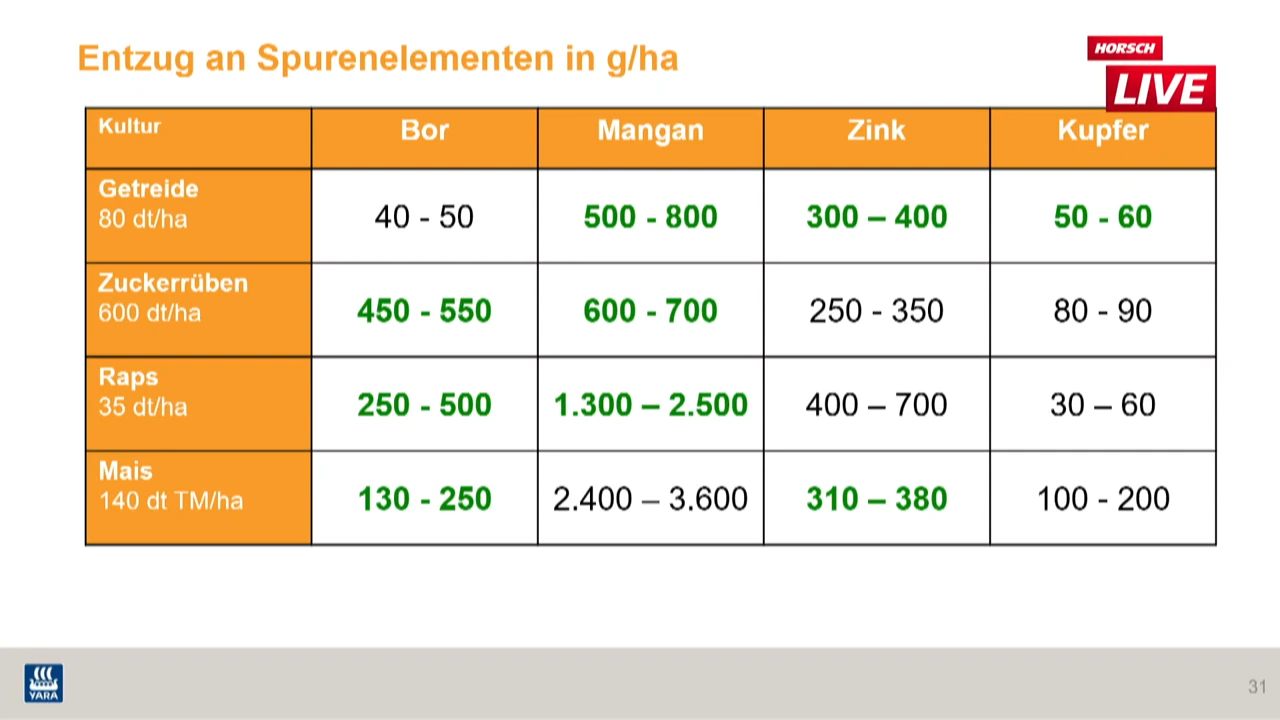 Entzug an Spurenelementen in g/ha
HORSCH
LIVE
Kultur Bor Mangan Zink Kupfer
Getreide
80 dt/ha 40 - 50 500 - 800 300 – 400 50 - 60
Zuckerrüben
600 dt/ha 450 - 550 600 - 700 250 - 350 80 - 90
Raps
35 dt/ha 250 - 500 1.300 – 2.500 400 – 700 30 – 60
Mais
140 dt TM/ha 130 - 250 2.400 – 3.600 310 – 380 100 - 200
YARA
31